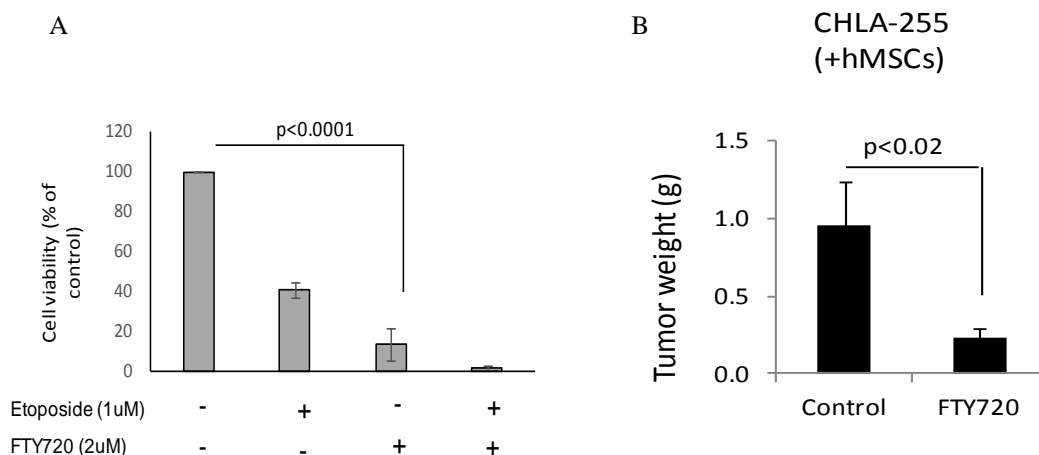 A
B
CHLA-255
(+hMSCs)
p<0.0001
120
100
80
60
40
20
0
Cell viability (% of
control)
Etoposide (1uM) - + - +
FTY720 (2uM) - - + +
p<0.02
1.5
1.0
0.5
0.0
Tumor weight (g)
Control FTY720